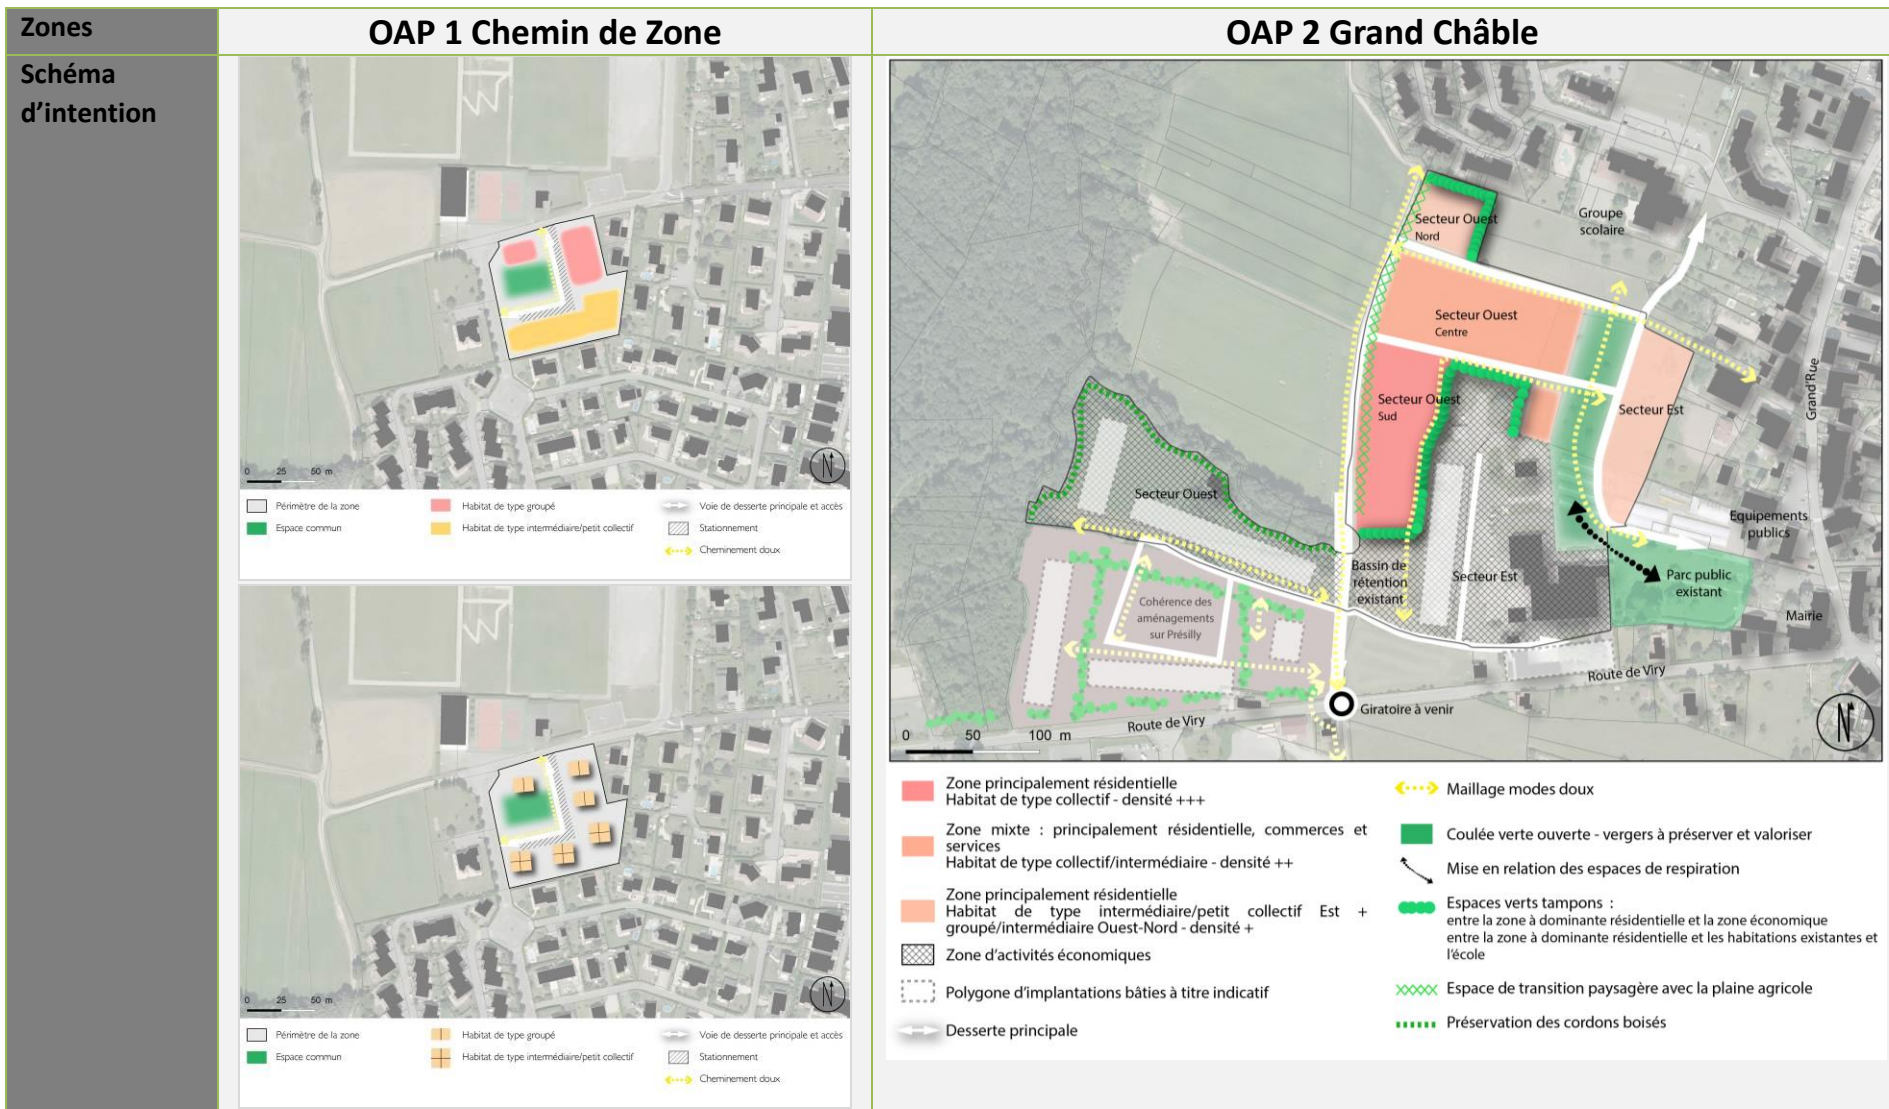 Zones
OAP 1 Chemin de Zone
OAP 2 Grand Châble
Schéma
d'intention
0 25 50 m
N
Périmètre de la zone
Espace commun
Habitat de type groupé
Habitat de type intermédiaire/petit collectif
Voie de desserte principale et accès
Stationnement
Cheminement doux
0 25 50 m
N
Périmètre de la zone
Espace commun
Habitat de type groupé
Habitat de type intermédiaire/petit collectif
Voie de desserte principale et accès
Stationnement
Cheminement doux
Secteur Ouest
Nord
Groupe
scolaire
Secteur Ouest
Centre
Grand'Rue
Secteur Ouest
Sud
Secteur Est
Secteur Ouest
Equipements
publics
Bassin de
rétention
existant
Secteur Est
Parc public
existant
Cohérence des
aménagements
sur Présilly
Mairie
Route de Viry
Giratoire à venir
Route de Viry
0 50 100 m
N
Zone principalement résidentielle
Habitat de type collectif - densité +++
Zone mixte : principalement résidentielle, commerces et
services
Habitat de type collectif/intermédiaire - densité ++
Zone principalement résidentielle
Habitat de type intermédiaire/petit collectif Est +
groupé/intermédiaire Ouest-Nord - densité +
Zone d'activités économiques
Polygone d'implantations bâties à titre indicatif
Desserte principale
Maillage modes doux
Coulée verte ouverte - vergers à préserver et valoriser
Mise en relation des espaces de respiration
Espaces verts tampons :
entre la zone à dominante résidentielle et la zone économique
entre la zone à dominante résidentielle et les habitations existantes et
l'école
Espace de transition paysagère avec la plaine agricole
Préservation des cordons boisés